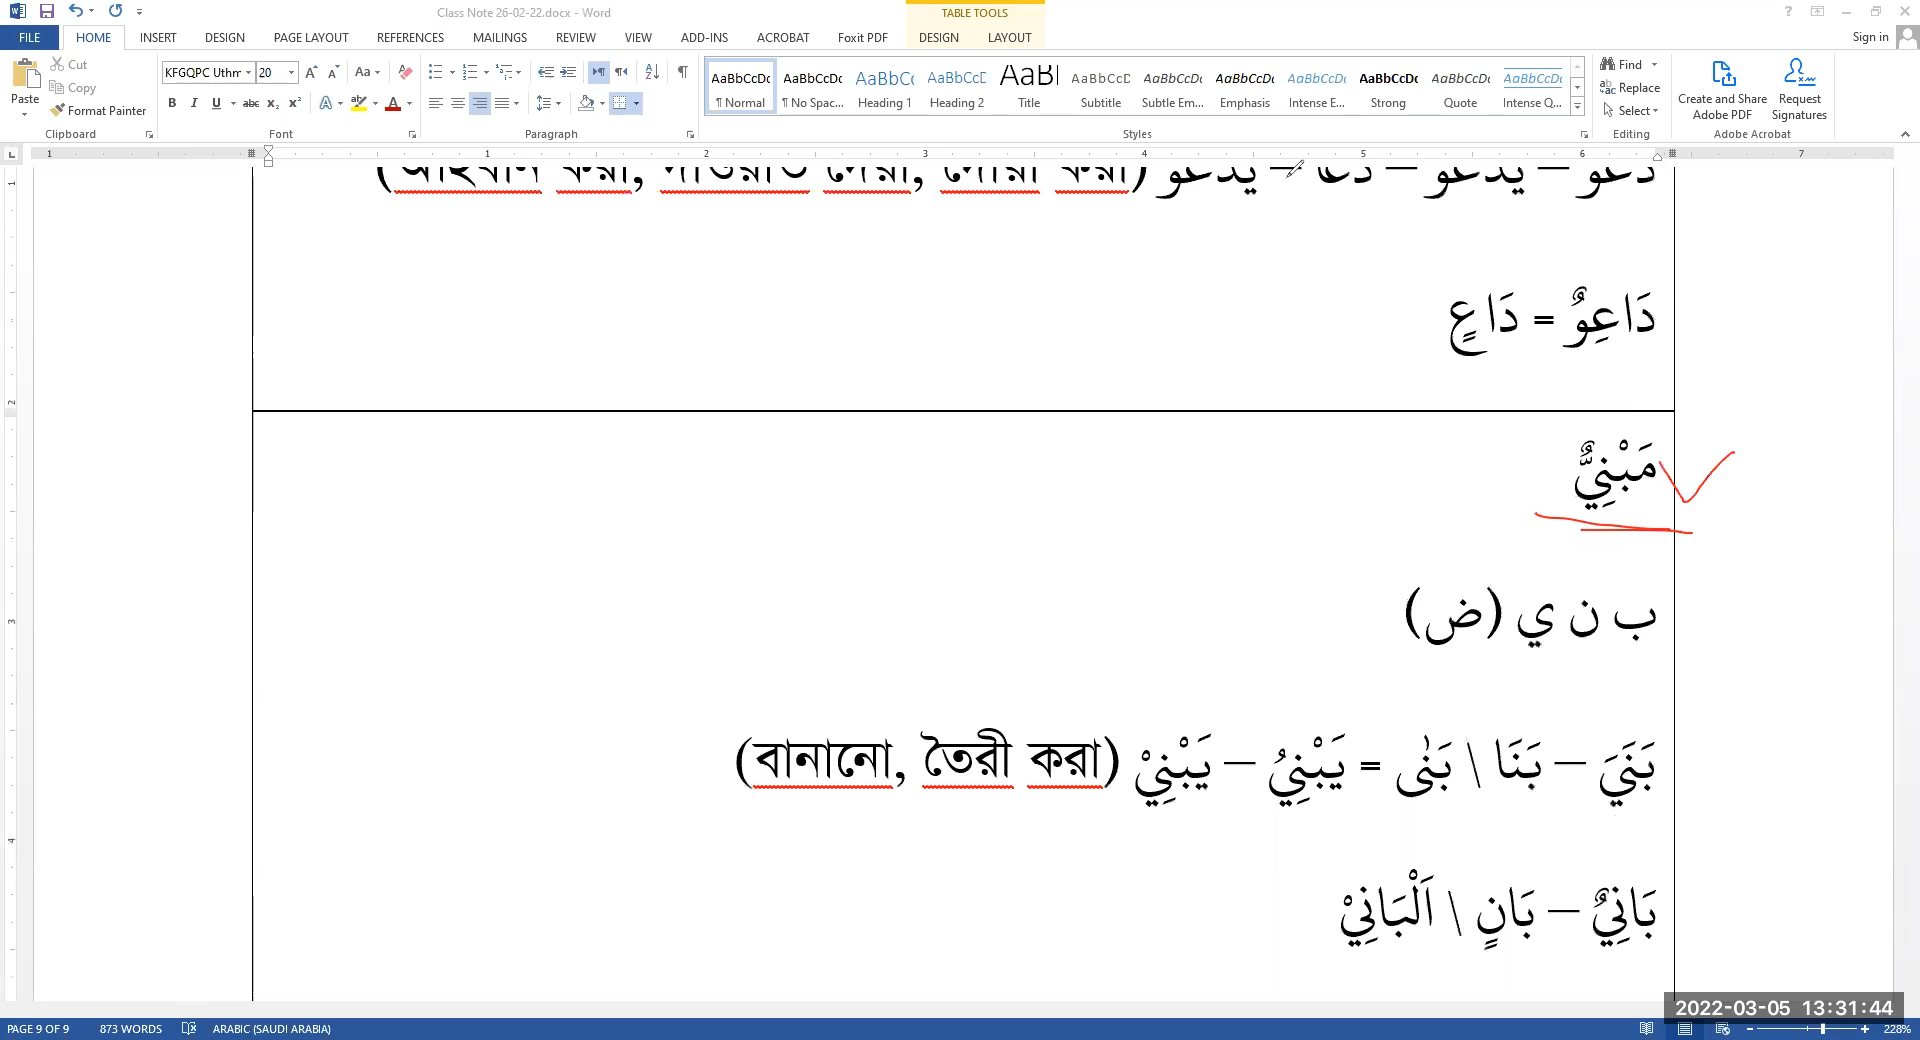 Class Note 26-02-22.docx - Word
TABLE TOOLS
FILE HOME INSERT DESIGN PAGE LAYOUT REFERENCES MAILINGS REVIEW VIEW ADD-INS ACROBAT Foxit PDF DESIGN LAYOUT Sign in
Paste Cut Copy Format Painter
KFGQPC Uthm 20
AaBbCcDc AaBbCcDc AaBbCc AaBbCcD AaBl AaBbCcD AaBbCcDc AaBbCcDc AaBbCcDc AaBbCcDc AaBbCcDc AaBbCcDc
¶ Normal ¶ No Spac... Heading 1 Heading 2 Title Subtitle Subtle Em... Emphasis Intense E... Strong Quote Intense Q...
Find Replace Select
Create and Share Adobe PDF Request Signatures
Clipboard Font Paragraph Styles Editing Adobe Acrobat
دَاعِوٌ = دَاعٍ
مَبْنِيٌّ
ب ن ي (ض)
بَنَيَ – بَنَا \ بَنٰى = يَبْنِيُ – يَبْنِيْ (বানানো, তৈরী করা)
بَانِيٌ – بَانٍ \ اَلْبَانِيْ
2022-03-05 13:31:44
PAGE 9 OF 9 873 WORDS ARABIC (SAUDI ARABIA) 228%